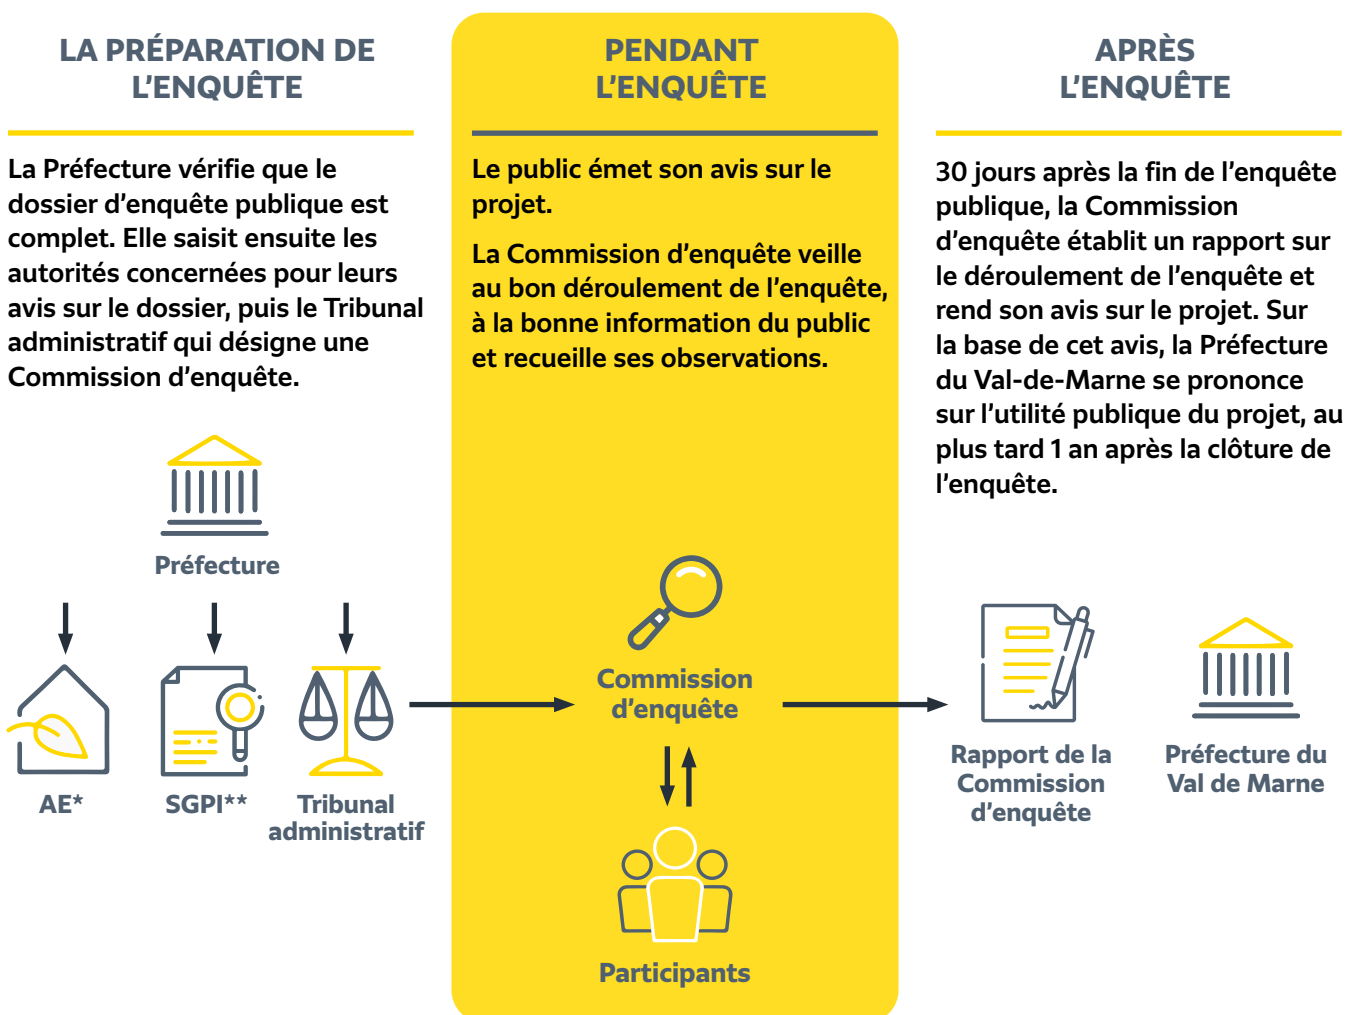 LA PRÉPARATION DE
L'ENQUÊTE
La Préfecture vérifie que le
dossier d'enquête publique est
complet. Elle saisit ensuite les
autorités concernées pour leurs
avis sur le dossier, puis le Tribunal
administratif qui désigne une
Commission d'enquête.
Préfecture
AE*
SGPI**
Tribunal
administratif
PENDANT
L'ENQUÊTE
Le public émet son avis sur le
projet.
La Commission d'enquête veille
au bon déroulement de l'enquête,
à la bonne information du public
et recueille ses observations.
Commission
d'enquête
Participants
APRÈS
L'ENQUÊTE
30 jours après la fin de l'enquête
publique, la Commission
d'enquête établit un rapport sur
le déroulement de l'enquête et
rend son avis sur le projet. Sur
la base de cet avis, la Préfecture
du Val-de-Marne se prononce
sur l'utilité publique du projet, au
plus tard 1 an après la clôture de
l'enquête.
Rapport de la
Commission
d'enquête
Préfecture du
Val de Marne